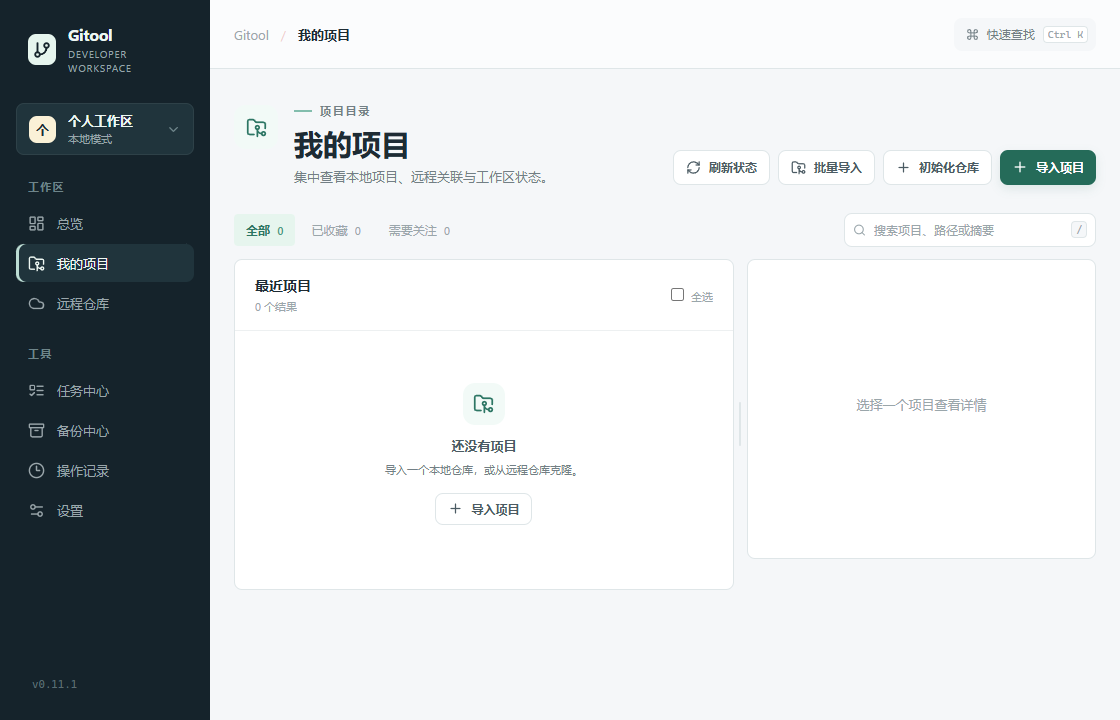 Gitool
DEVELOPER
WORKSPACE
个
个人工作区
本地模式
工作区
总览
我的项目
远程仓库
工具
任务中心
备份中心
操作记录
设置
v0.11.1
Gitool / 我的项目
⌘ 快速查找 Ctrl K
项目目录
我的项目
集中查看本地项目、远程关联与工作区状态。
刷新状态
批量导入
初始化仓库
导入项目
全部 0
已收藏 0
需要关注 0
搜索项目、路径或摘要 /
最近项目
0 个结果
全选
还没有项目
导入一个本地仓库，或从远程仓库克隆。
导入项目
选择一个项目查看详情